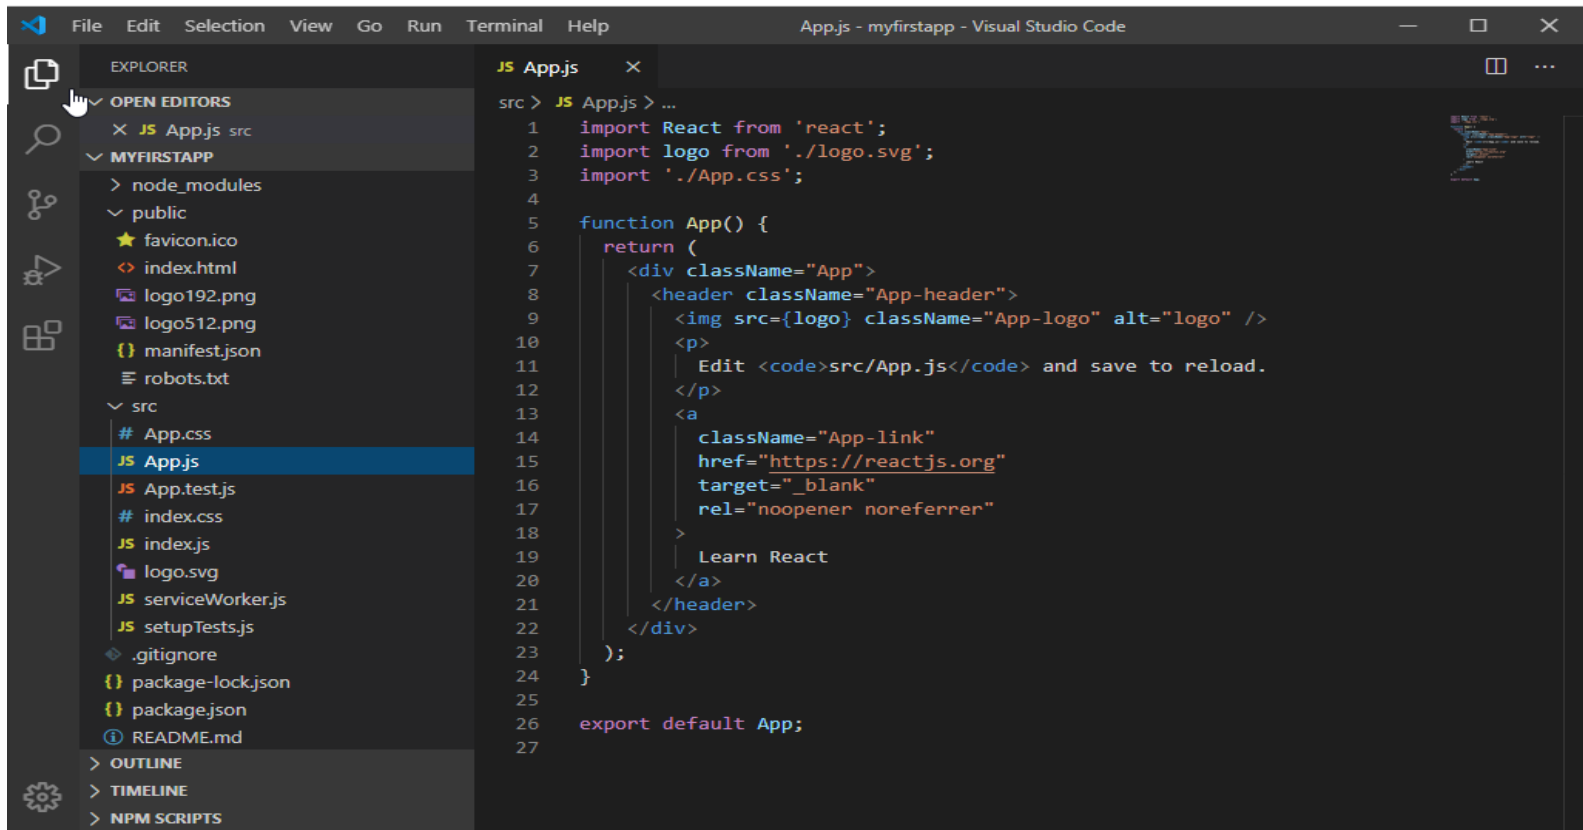 File Edit Selection View Go Run Terminal Help App.js - myfirstapp - Visual Studio Code
EXPLORER
OPEN EDITORS
JS App.js src
MYFIRSTAPP
node_modules
public
favicon.ico
<> index.html
logo192.png
logo512.png
{} manifest.json
robots.txt
src
# App.css
JS App.js
JS App.test.js
# index.css
JS index.js
logo.svg
JS serviceWorker.js
JS setupTests.js
.gitignore
{} package-lock.json
{} package.json
README.md
OUTLINE
TIMELINE
NPM SCRIPTS
JS App.js
src > JS App.js > ...
1 import React from 'react';
2 import logo from './logo.svg';
3 import './App.css';
4
5 function App() {
6 return (
7 <div className="App">
8 <header className="App-header">
9 <img src={logo} className="App-logo" alt="logo" />
10 <p>
11 Edit <code>src/App.js</code> and save to reload.
12 </p>
13 <a
14 className="App-link"
15 href="https://reactjs.org"
16 target="_blank"
17 rel="noopener noreferrer"
18 >
19 Learn React
20 </a>
21 </header>
22 </div>
23 );
24 }
25
26 export default App;
27